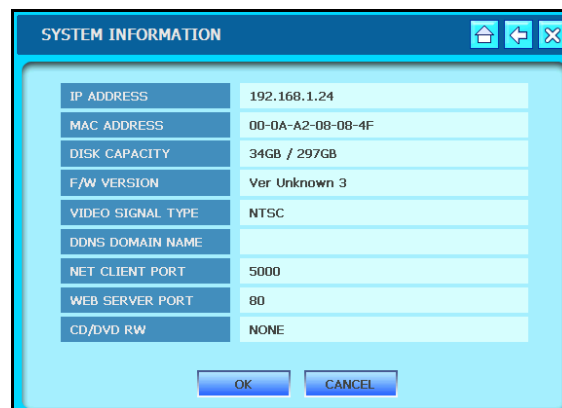 SYSTEM INFORMATION
IP ADDRESS 192.168.1.24
MAC ADDRESS 00-0A-A2-08-08-4F
DISK CAPACITY 34GB / 297GB
F/W VERSION Ver Unknown 3
VIDEO SIGNAL TYPE NTSC
DDNS DOMAIN NAME
NET CLIENT PORT 5000
WEB SERVER PORT 80
CD/DVD RW NONE
OK CANCEL